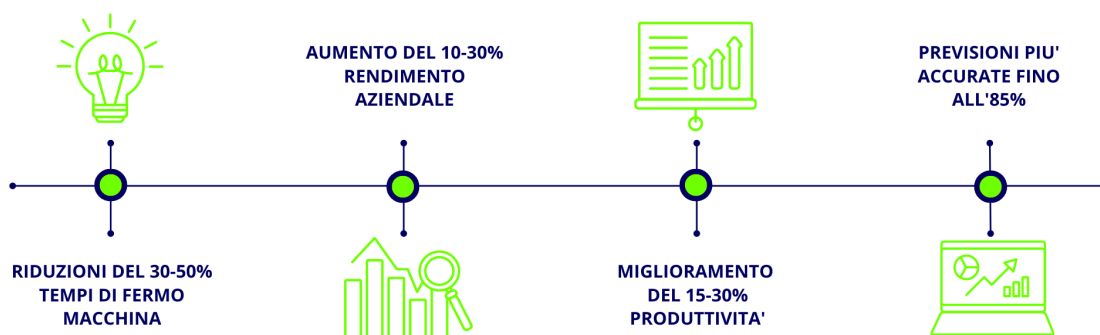 RIDUZIONI DEL 30-50%
TEMPI DI FERMO
MACCHINA
AUMENTO DEL 10-30%
RENDIMENTO
AZIENDALE
MIGLIORAMENTO
DEL 15-30%
PRODUTTIVITA'
PREVISIONI PIU'
ACCURATE FINO
ALL'85%